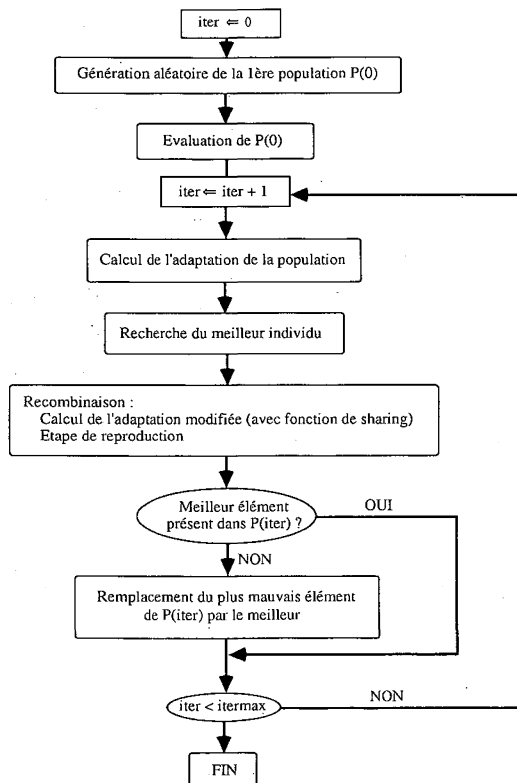 iter ⇐ 0
Génération aléatoire de la 1ère population P(0)
Evaluation de P(0)
iter ⇐ iter + 1
Calcul de l'adaptation de la population
Recherche du meilleur individu
Recombinaison :
Calcul de l'adaptation modifiée (avec fonction de sharing)
Etape de reproduction
Meilleur élément
présent dans P(iter) ?
OUI
NON
Remplacement du plus mauvais élément
de P(iter) par le meilleur
iter < itermax
NON
FIN